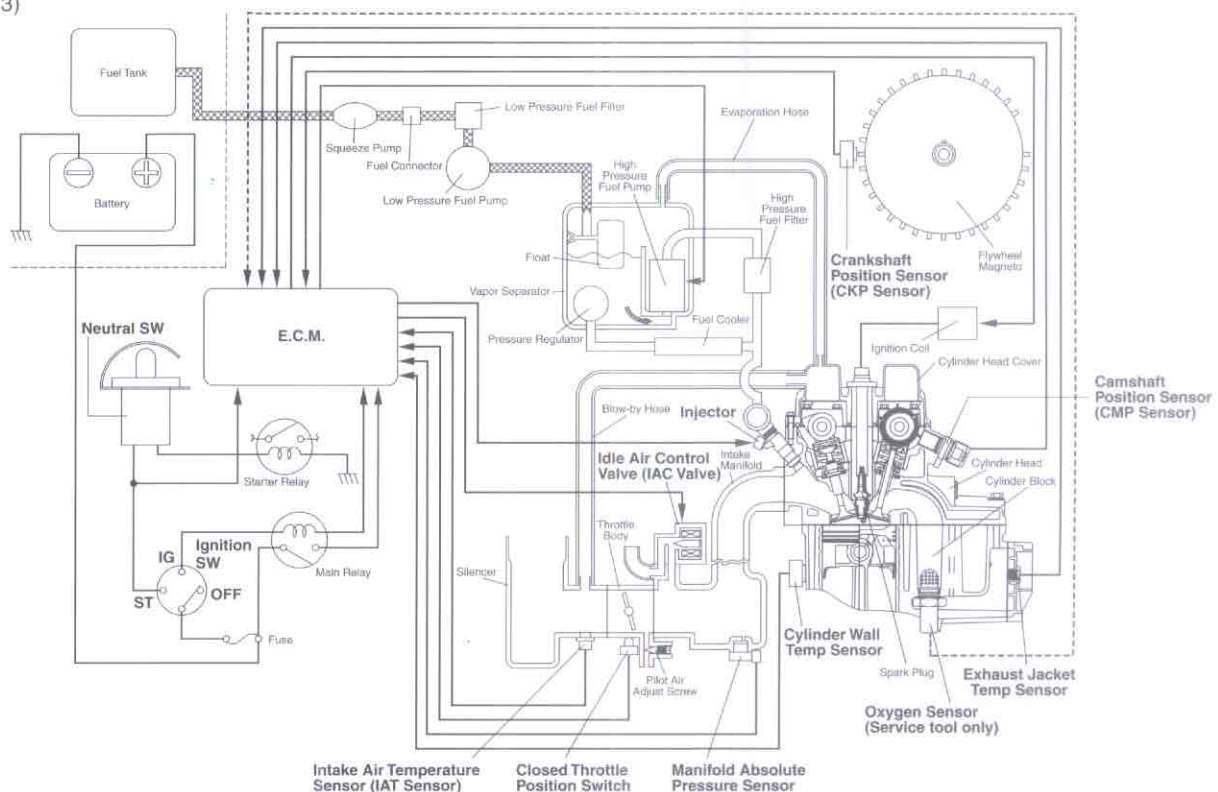 3)
Fuel Tank
Low Pressure Fuel Filter
Evaporation Hose
Squeeze Pump
Fuel Connector
High
Pressure
Fuel Pump
Battery
Low Pressure Fuel Pump
High
Pressure
Fuel Filter
Float
Flywheel
Magneto
Crankshaft
Position Sensor
(CKP Sensor)
Vapor Separator
Fuel Cooler
Pressure Regulator
Neutral SW
E.C.M.
Ignition Coil
Cylinder Head Cover
Camshaft
Position Sensor
(CMP Sensor)
Blow-by Hose
Injector
Idle Air Control
Valve (IAC Valve)
Intake
Manifold
Cylinder Head
Cylinder Block
Starter Relay
Throttle
Body
IG
Ignition
SW
Main Relay
Silencer
ST
OFF
Fuse
Cylinder Wall
Temp Sensor
Pilot Air
Adjust Screw
Spark Plug
Exhaust Jacket
Temp Sensor
Oxygen Sensor
(Service tool only)
Intake Air Temperature
Sensor (IAT Sensor)
Closed Throttle
Position Switch
Manifold Absolute
Pressure Sensor